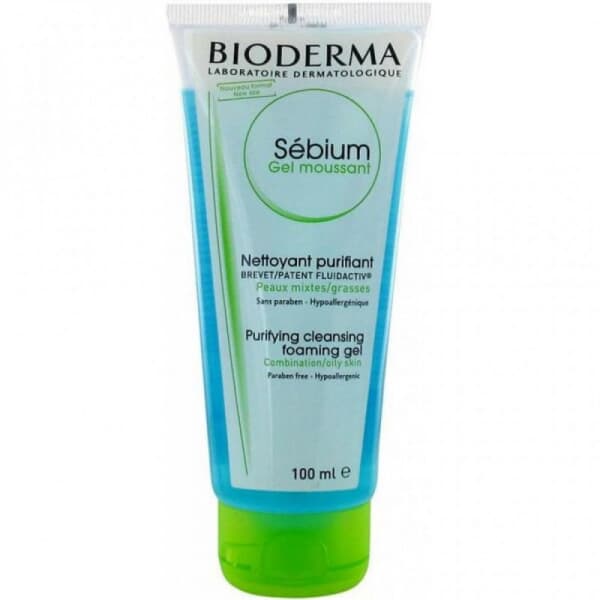 BIODERMA
LABORATOIRE DERMATOLOGIQUE
Nouveau format
New size
Sébium
Gel moussant
Nettoyant purifiant
BREVET/PATENT FLUIDACTIV®
Peaux mixtes/grasses
Sans paraben - Hypoallergénique
Purifying cleansing
foaming gel
Combination/oily skin
Paraben free - Hypoallergenic
100 ml e